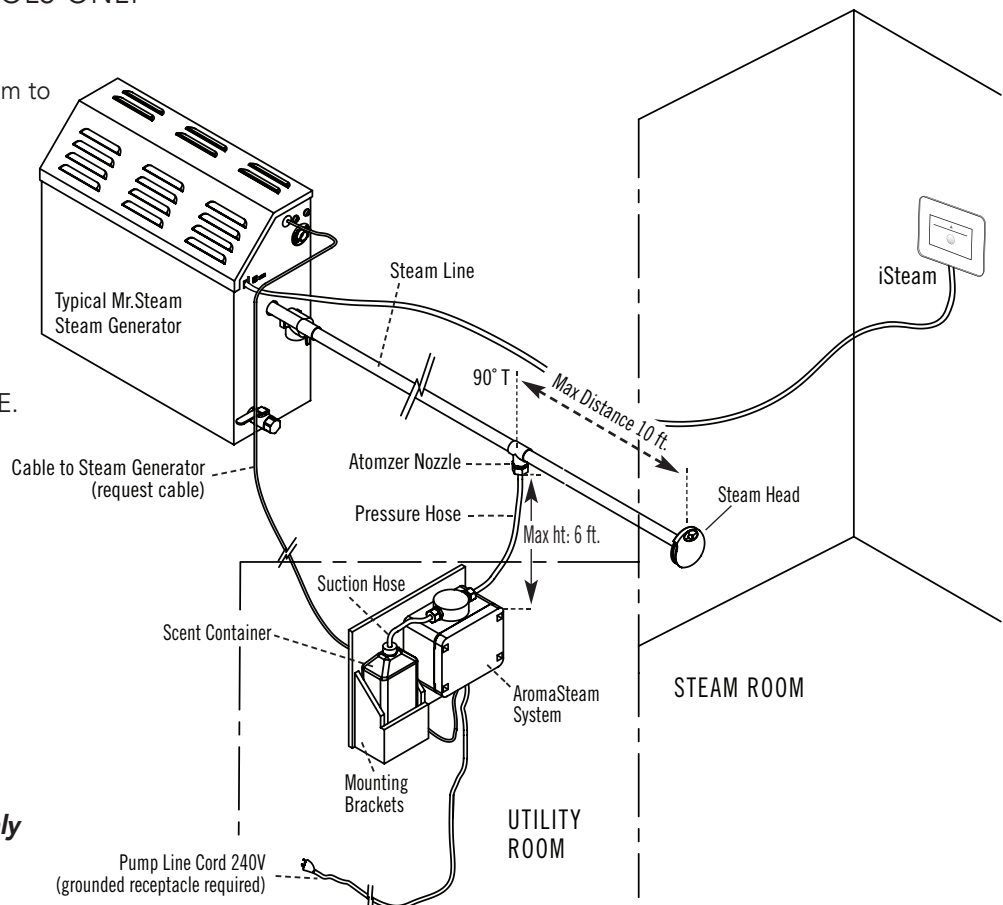 m to
Typical Mr.Steam
Steam Generator
Steam Line
iSteam
90° T
Max Distance 10 ft.
E.
Cable to Steam Generator
(request cable)
Atomzer Nozzle
Steam Head
Pressure Hose
Max ht: 6 ft.
Suction Hose
Scent Container
AromaSteam
System
STEAM ROOM
Mounting
Brackets
UTILITY
ROOM
ly
Pump Line Cord 240V
(grounded receptacle required)